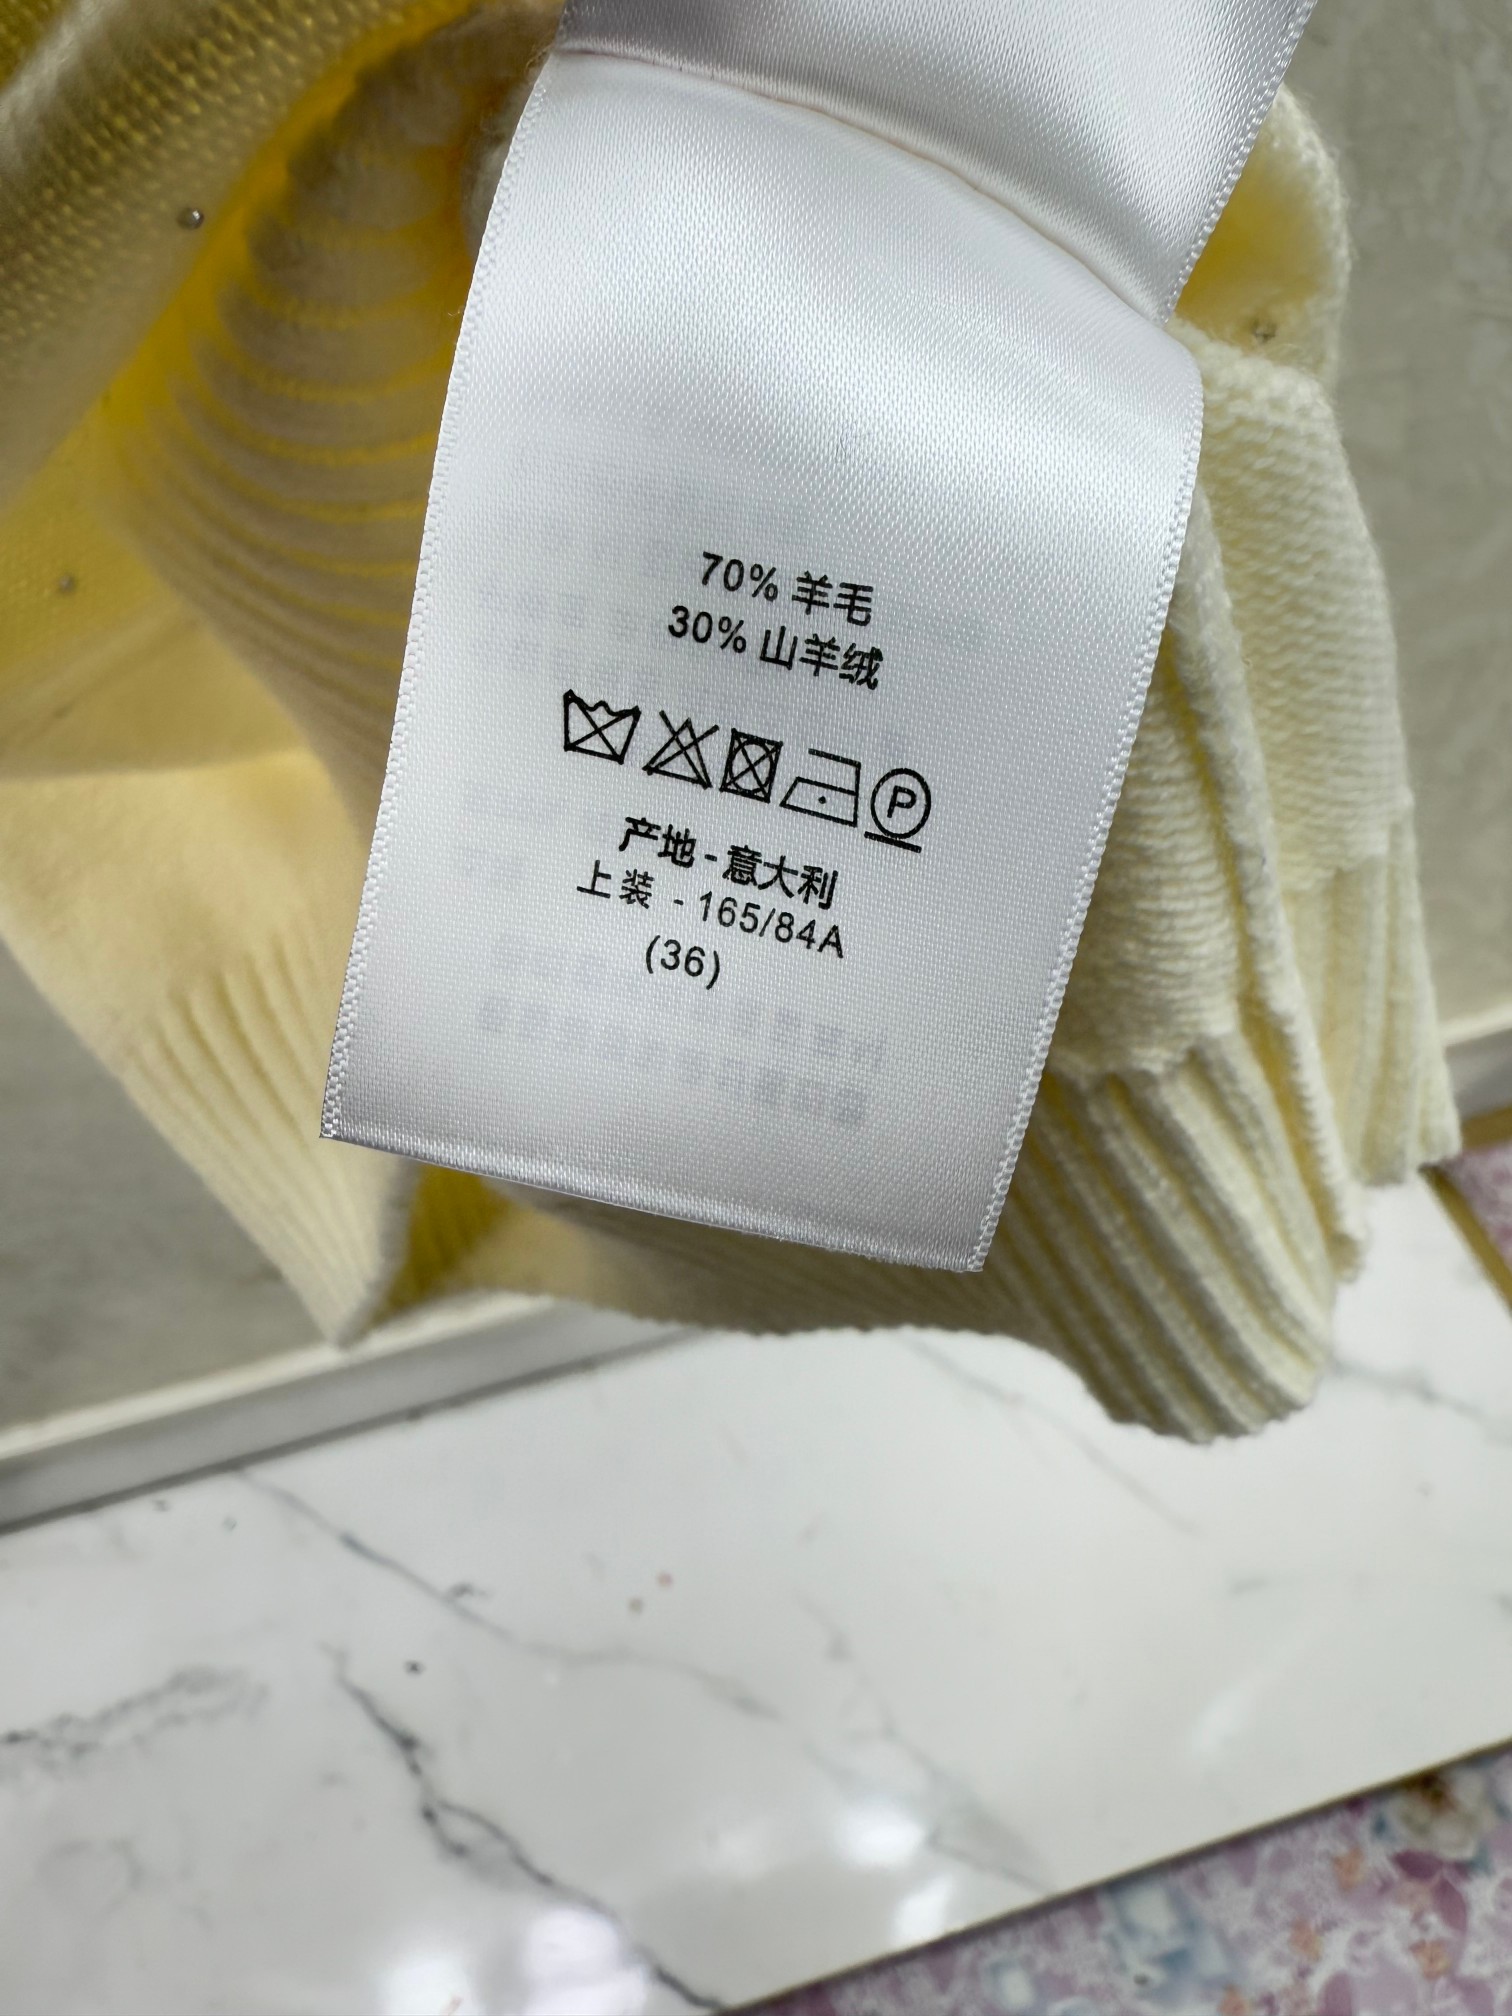 70% 羊毛
30% 山羊绒
P
产地 - 意大利
上装 - 165/84A
(36)